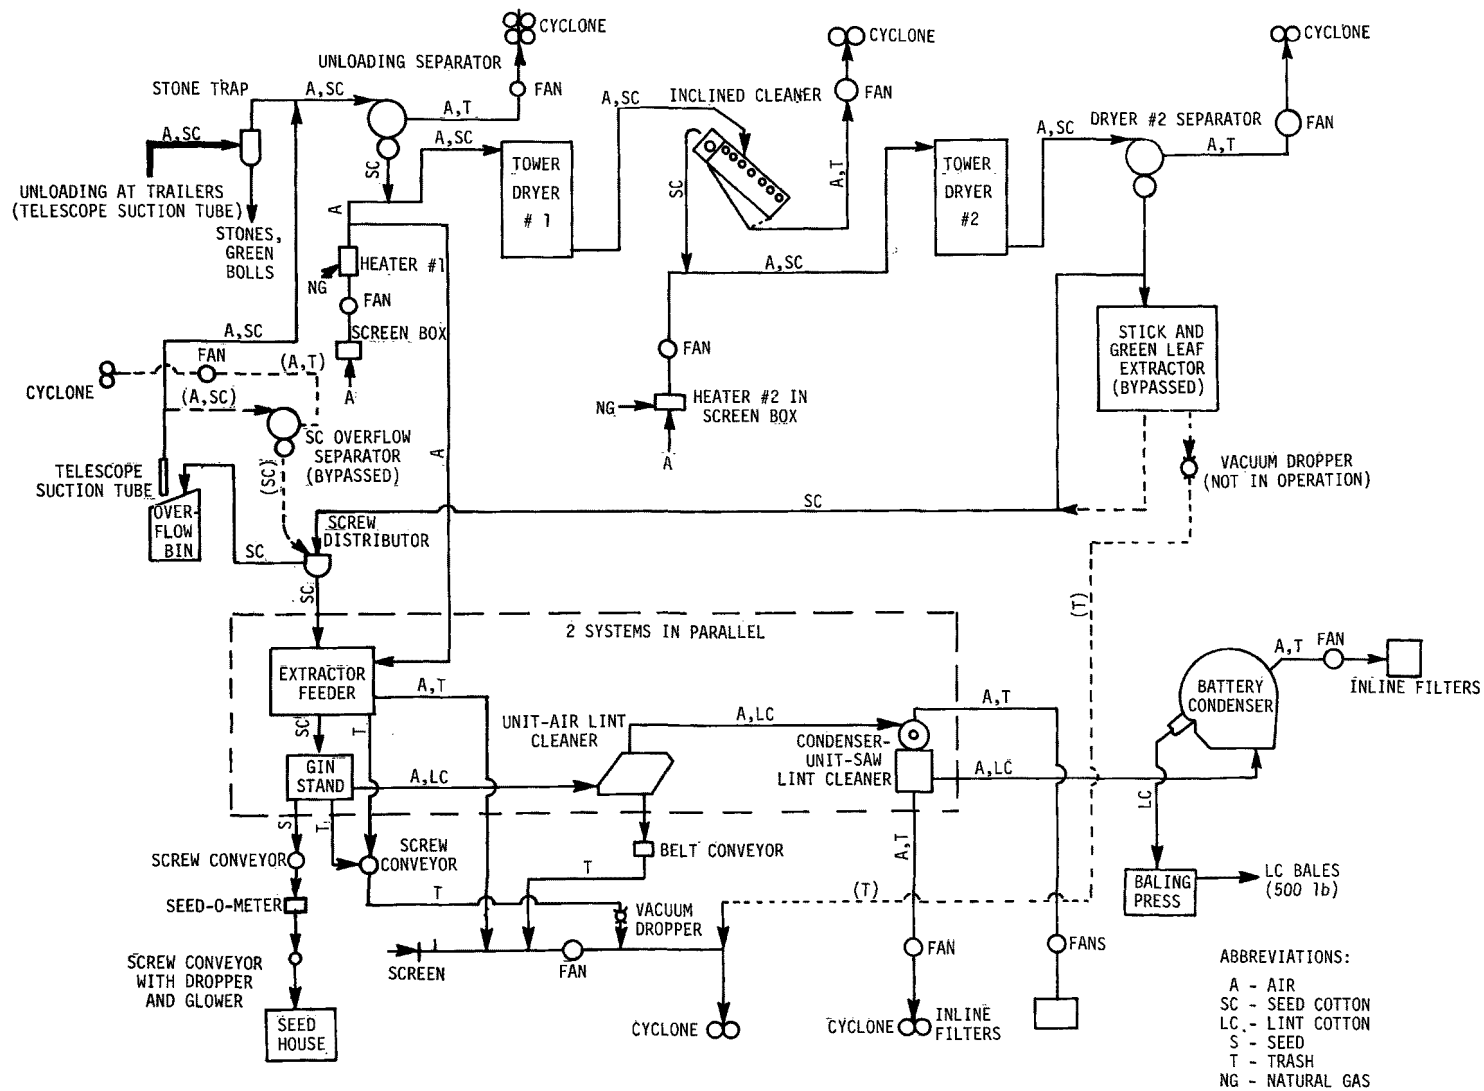 CYCLONE
UNLOADING SEPARATOR
FAN
STONE TRAP
A,SC
A,T
A,SC
UNLOADING AT TRAILERS
(TELESCOPE SUCTION TUBE)
STONES,
GREEN
BOLLS
SC
A,SC
A
HEATER #1
NG
FAN
SCREEN BOX
A
TOWER
DRYER
# 1
A,SC
INCLINED CLEANER
CYCLONE
FAN
A,T
SC
A,SC
FAN
NG
HEATER #2 IN
SCREEN BOX
A
TOWER
DRYER
#2
A,SC
DRYER #2 SEPARATOR
CYCLONE
FAN
A,T
STICK AND
GREEN LEAF
EXTRACTOR
(BYPASSED)
VACUUM DROPPER
(NOT IN OPERATION)
A,SC
FAN
(A,T)
CYCLONE
(A,SC)
SC OVERFLOW
SEPARATOR
(BYPASSED)
(SC)
A
TELESCOPE
SUCTION TUBE
OVER-
FLOW
BIN
SC
SCREW
DISTRIBUTOR
SC
SC
(T)
2 SYSTEMS IN PARALLEL
EXTRACTOR
FEEDER
A,T
SC
T
GIN
STAND
A,LC
UNIT-AIR LINT
CLEANER
A,LC
CONDENSER-
UNIT-SAW
LINT CLEANER
A,T
A,LC
BATTERY
CONDENSER
A,T
FAN
INLINE FILTERS
LC
BALING
PRESS
LC BALES
(500 lb)
S
T
SCREW CONVEYOR
SCREW
CONVEYOR
BELT CONVEYOR
T
T
SEED-O-METER
VACUUM
DROPPER
(T)
A,T
SCREEN
FAN
FAN
FANS
SCREW CONVEYOR
WITH DROPPER
AND GLOWER
SEED
HOUSE
CYCLONE
CYCLONE
INLINE
FILTERS
ABBREVIATIONS:
A - AIR
SC - SEED COTTON
LC - LINT COTTON
S - SEED
T - TRASH
NG - NATURAL GAS